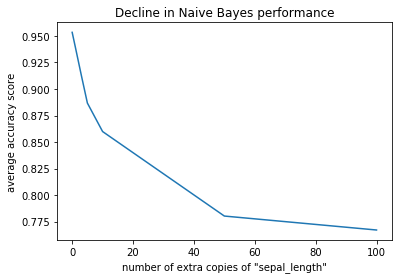 Decline in Naive Bayes performance
average accuracy score
0.950
0.925
0.900
0.875
0.850
0.825
0.800
0.775
0 20 40 60 80 100
number of extra copies of "sepal_length"